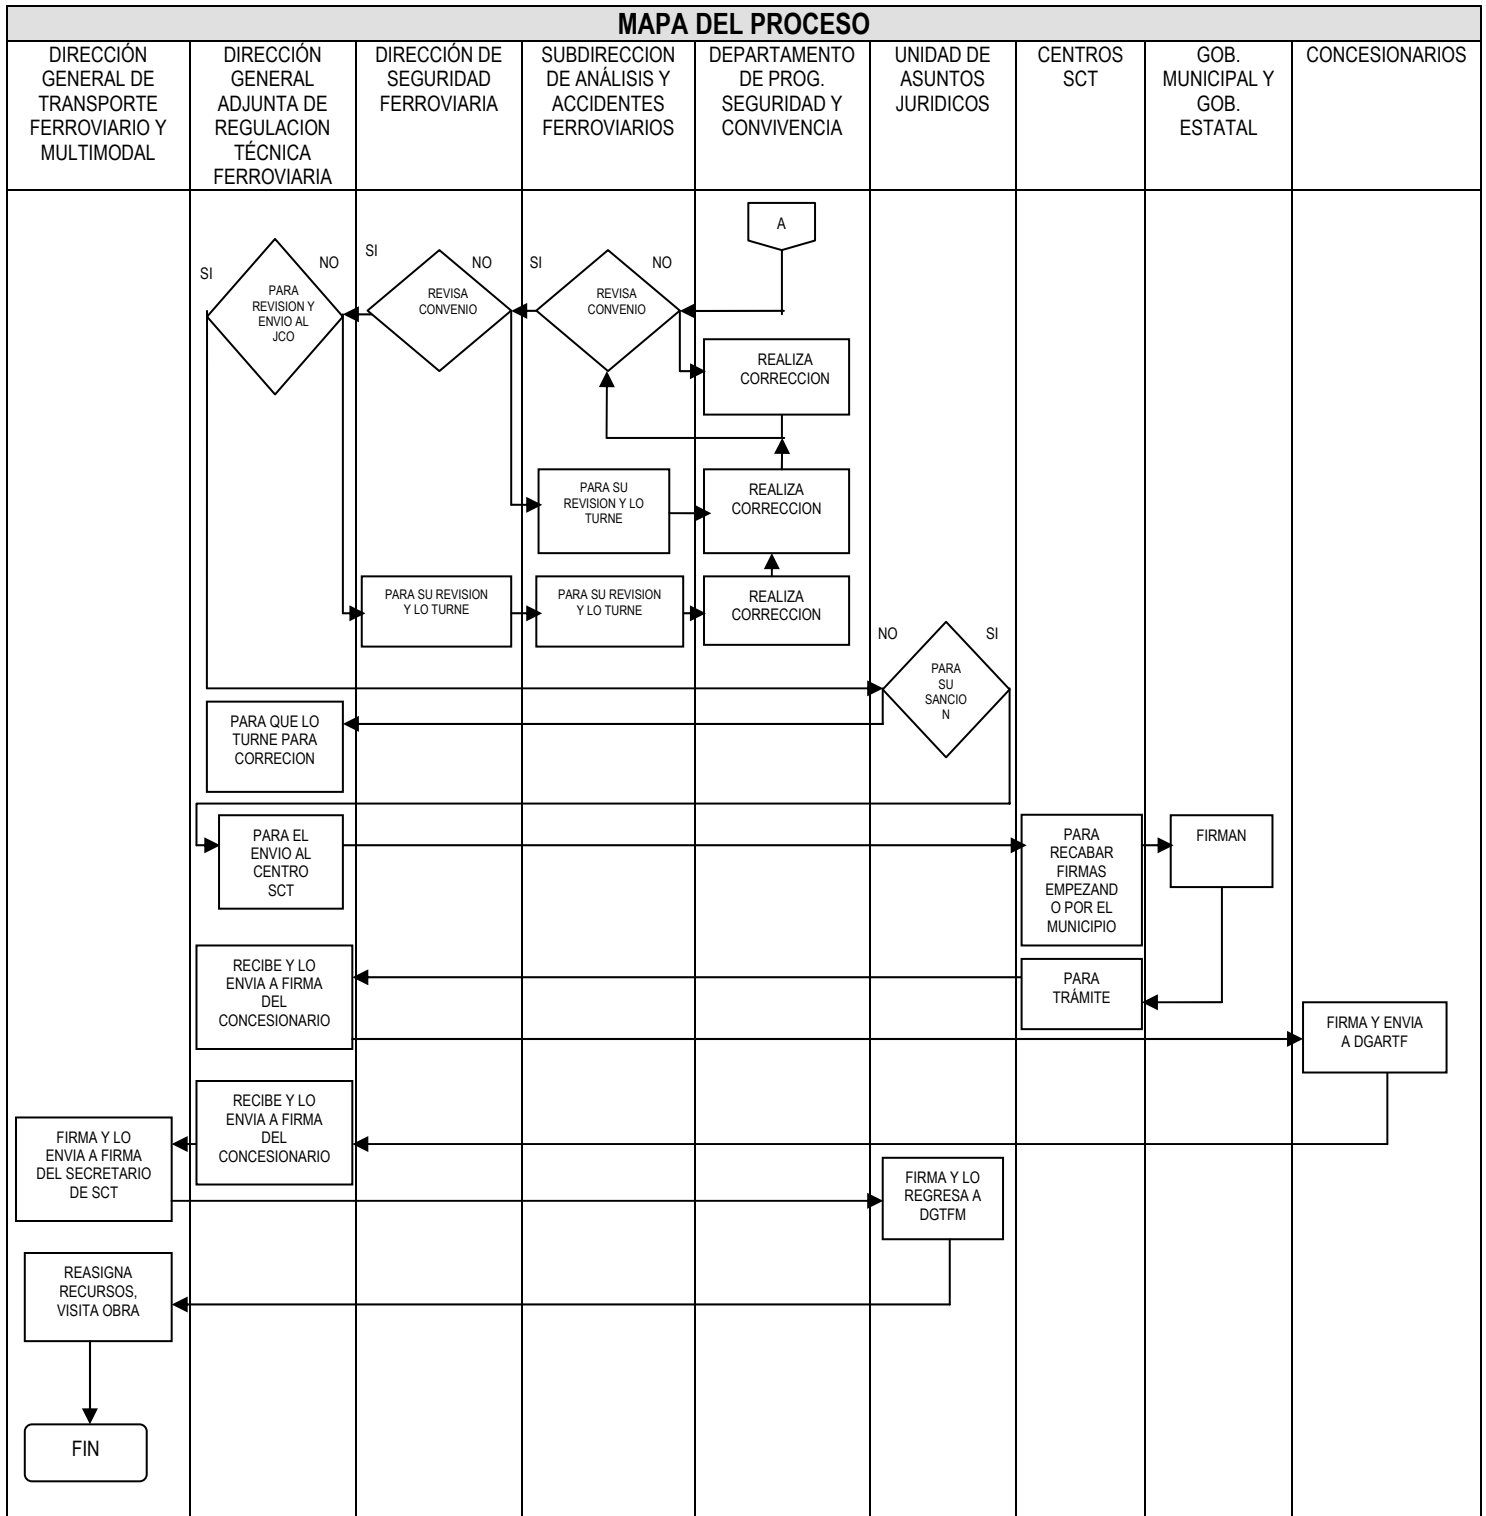 MAPA DEL PROCESO
DIRECCIÓN
GENERAL DE
TRANSPORTE
FERROVIARIO Y
MULTIMODAL
DIRECCIÓN
GENERAL
ADJUNTA DE
REGULACION
TÉCNICA
FERROVIARIA
DIRECCIÓN DE
SEGURIDAD
FERROVIARIA
SUBDIRECCION
DE ANÁLISIS Y
ACCIDENTES
FERROVIARIOS
DEPARTAMENTO
DE PROG.
SEGURIDAD Y
CONVIVENCIA
UNIDAD DE
ASUNTOS
JURIDICOS
CENTROS
SCT
GOB.
MUNICIPAL Y
GOB.
ESTATAL
CONCESIONARIOS
A
SI
NO
PARA
REVISION Y
ENVIO AL
JCO
SI
NO
REVISA
CONVENIO
SI
NO
REVISA
CONVENIO
REALIZA
CORRECCION
PARA SU
REVISION Y LO
TURNE
REALIZA
CORRECCION
PARA SU REVISION
Y LO TURNE
PARA SU REVISION
Y LO TURNE
REALIZA
CORRECCION
NO
SI
PARA
SU
SANCIO
N
PARA QUE LO
TURNE PARA
CORRECION
PARA EL
ENVIO AL
CENTRO
SCT
PARA
RECABAR
FIRMAS
EMPEZAND
O POR EL
MUNICIPIO
FIRMAN
RECIBE Y LO
ENVIA A FIRMA
DEL
CONCESIONARIO
PARA
TRÁMITE
FIRMA Y ENVIA
A DGARTF
RECIBE Y LO
ENVIA A FIRMA
DEL
CONCESIONARIO
FIRMA Y LO
ENVIA A FIRMA
DEL SECRETARIO
DE SCT
FIRMA Y LO
REGRESA A
DGTFM
REASIGNA
RECURSOS,
VISITA OBRA
FIN